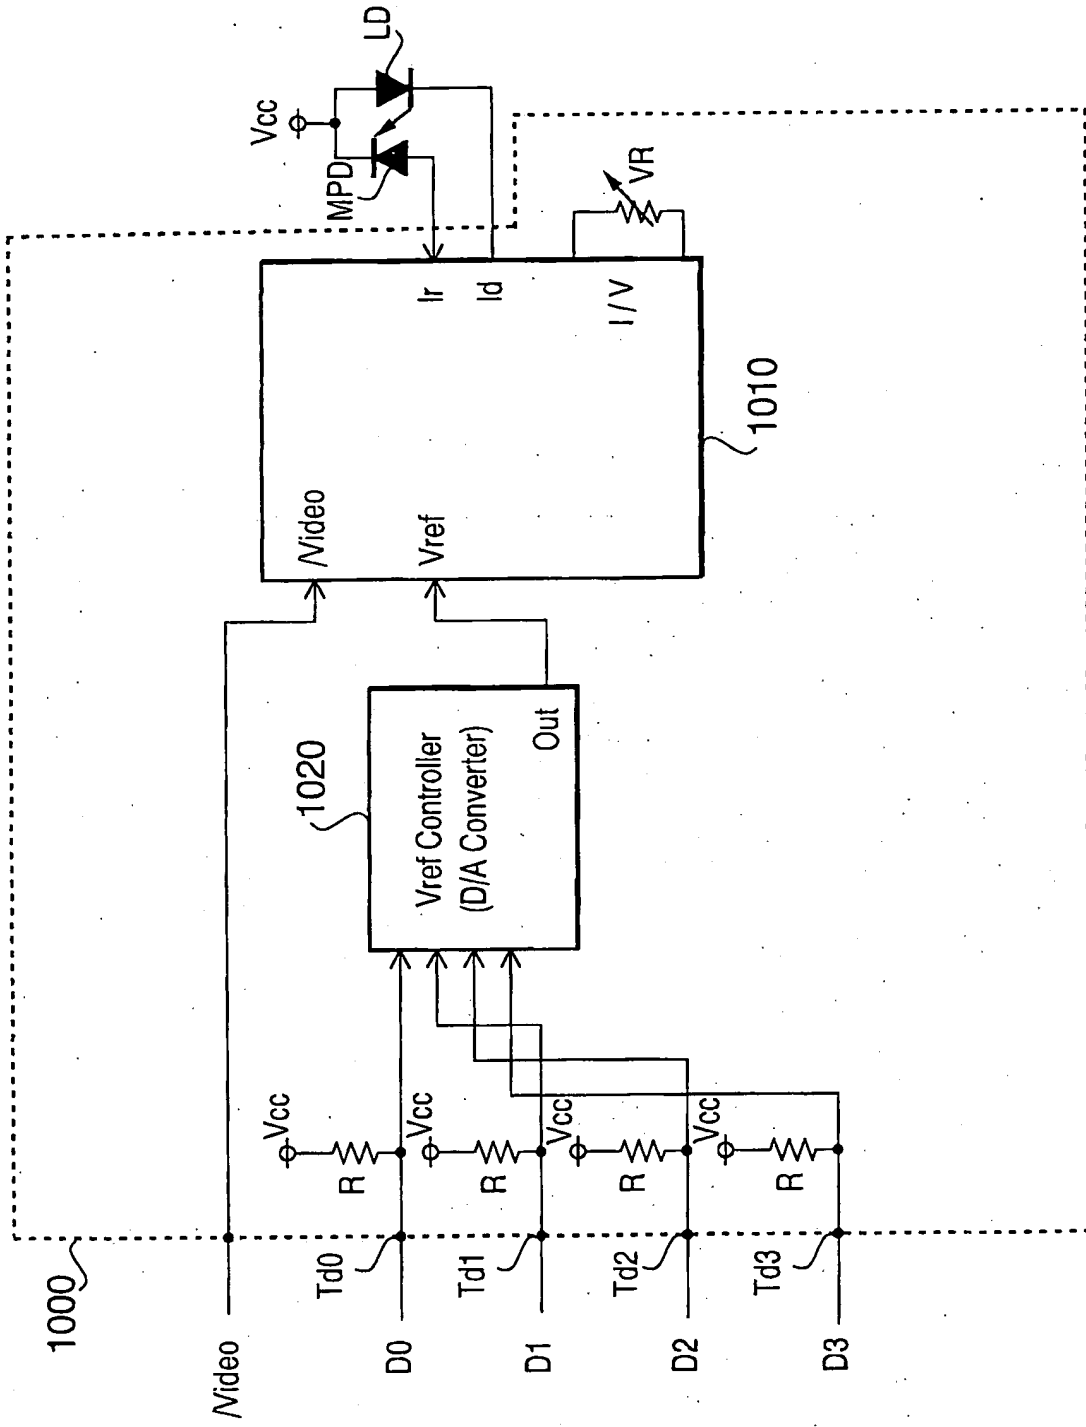 1000
/Video
D0
D1
D2
D3
Td0
Td1
Td2
Td3
Vcc
R
Vcc
R
Vcc
R
Vcc
R
1020
Vref Controller
(D/A Converter)
Out
/Video
Vref
1010
Ir
Id
I/V
VR
Vcc
MPD
LD